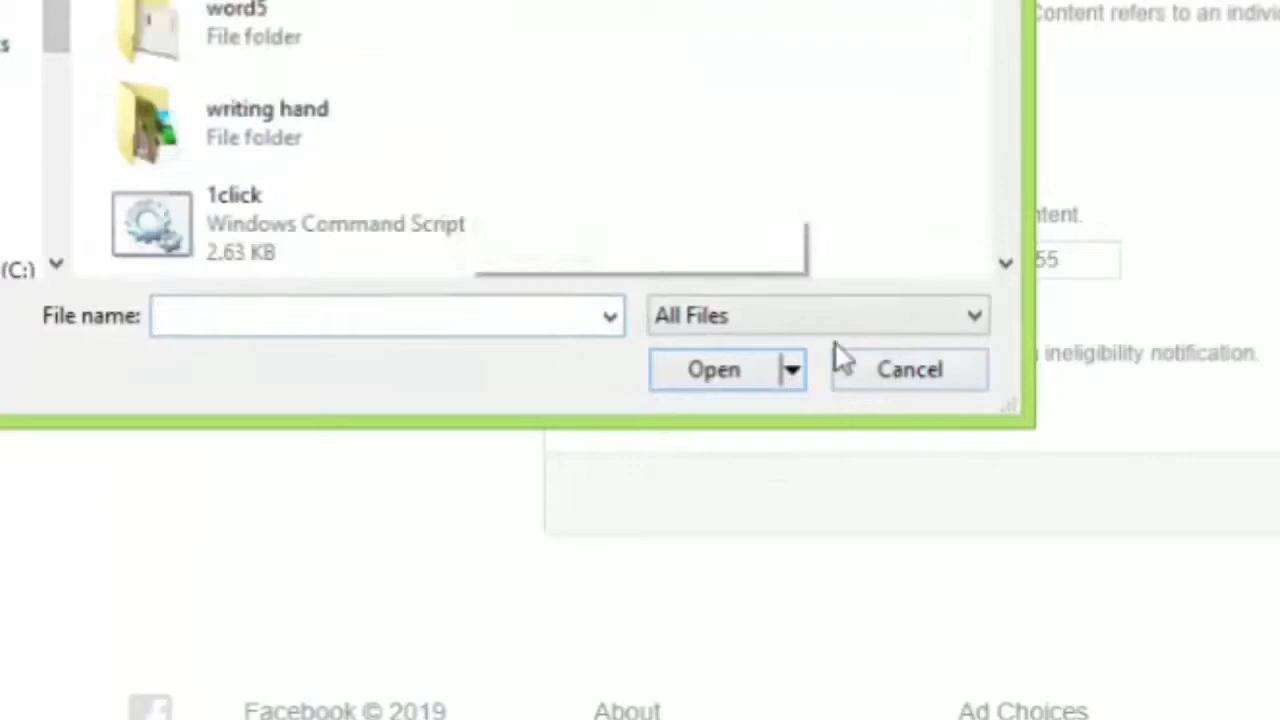 word5
File folder
Content refers to an indivi
s
writing hand
File folder
1click
Windows Command Script
2.63 KB
(C:)
ntent.
55
File name:
All Files
Open
Cancel
ineligibility notification.
Facebook © 2019
About
Ad Choices